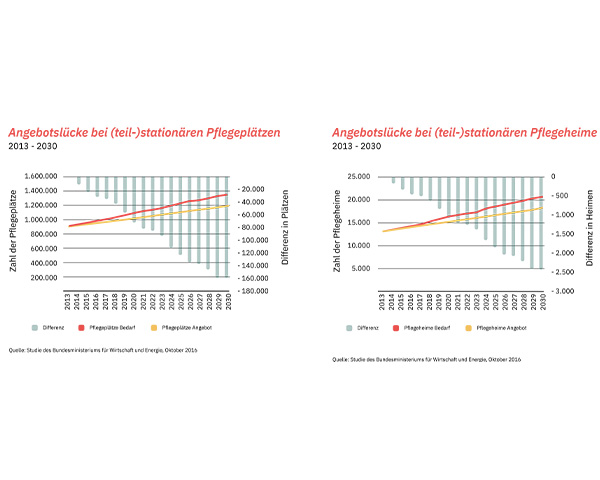 Angebotslücke bei (teil-)stationären Pflegeplätzen
2013 - 2030
1.600.000
1.400.000
1.200.000
1.000.000
800.000
600.000
400.000
200.000
Zahl der Pflegeplätze
- 20.000
- 40.000
- 60.000
- 80.000
- 100.000
- 120.000
- 140.000
- 160.000
- 180.000
Differenz in Plätzen
2013 2014 2015 2016 2017 2018 2019 2020 2021 2022 2023 2024 2025 2026 2027 2028 2029 2030
Differenz Pflegeplätze Bedarf Pflegeplätze Angebot
Quelle: Studie des Bundesministeriums für Wirtschaft und Energie, Oktober 2016
Angebotslücke bei (teil-)stationären Pflegeheime
2013 - 2030
25.000
20.000
15.000
10.000
5.000
Zahl der Pflegeheime
0
- 500
- 1.000
- 1.500
- 2.000
- 2.500
- 3.000
Differenz in Heimen
2013 2014 2015 2016 2017 2018 2019 2020 2021 2022 2023 2024 2025 2026 2027 2028 2029 2030
Differenz Pflegeheime Bedarf Pflegeheime Angebot
Quelle: Studie des Bundesministeriums für Wirtschaft und Energie, Oktober 2016